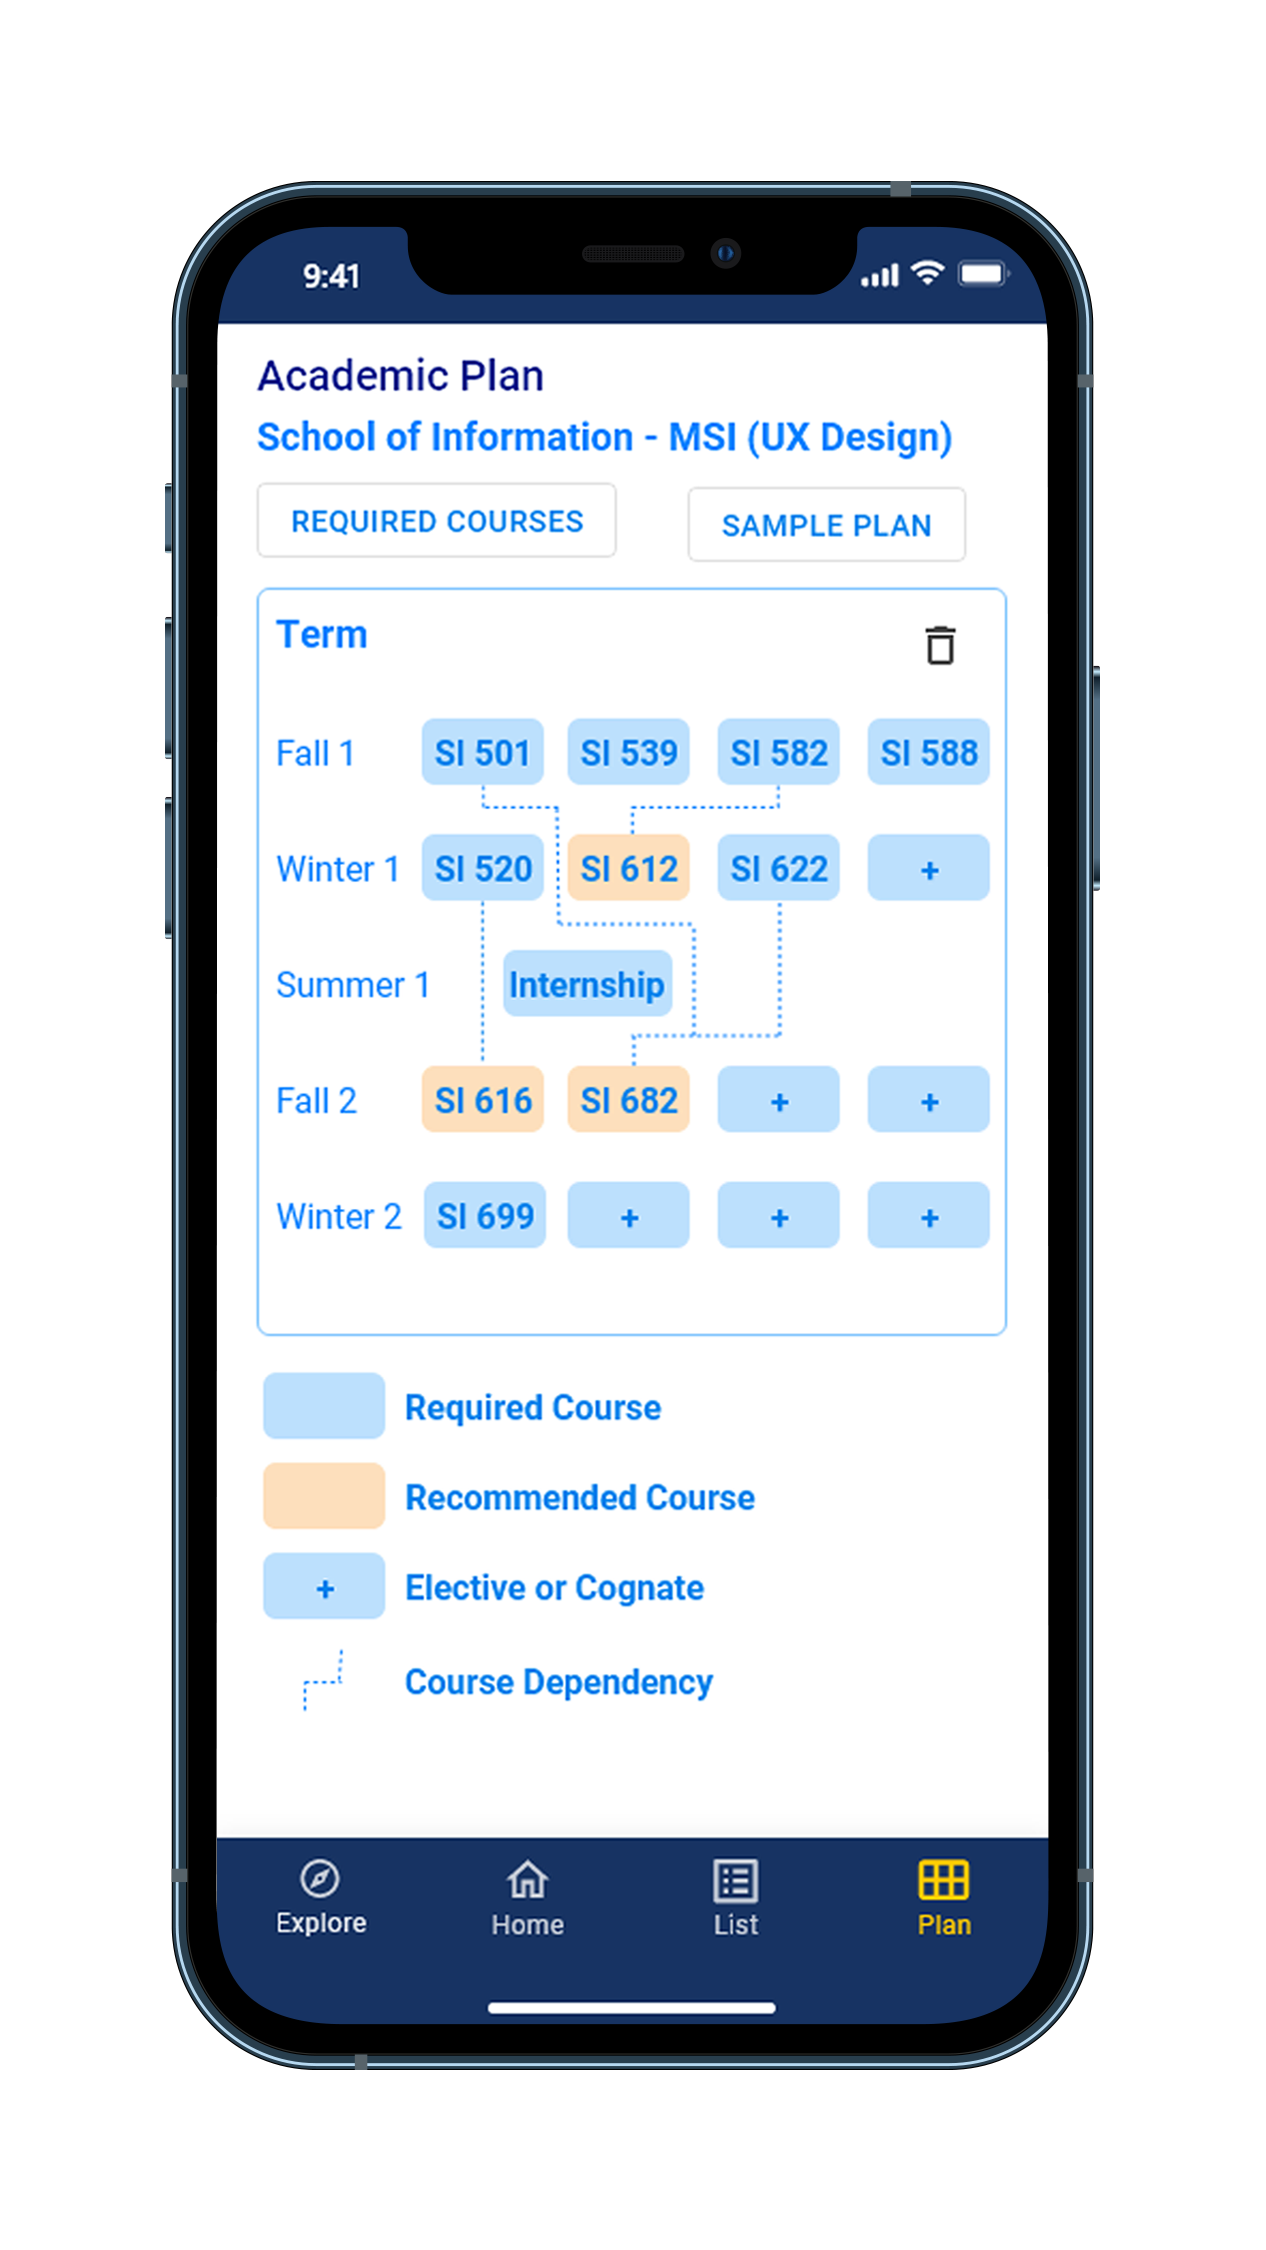 9:41
Academic Plan
School of Information - MSI (UX Design)
REQUIRED COURSES SAMPLE PLAN
Term
Fall 1 SI 501 SI 539 SI 582 SI 588
Winter 1 SI 520 SI 612 SI 622 +
Summer 1 Internship
Fall 2 SI 616 SI 682 + +
Winter 2 SI 699 + + +
Required Course
Recommended Course
+ Elective or Cognate
Course Dependency
Explore Home List Plan